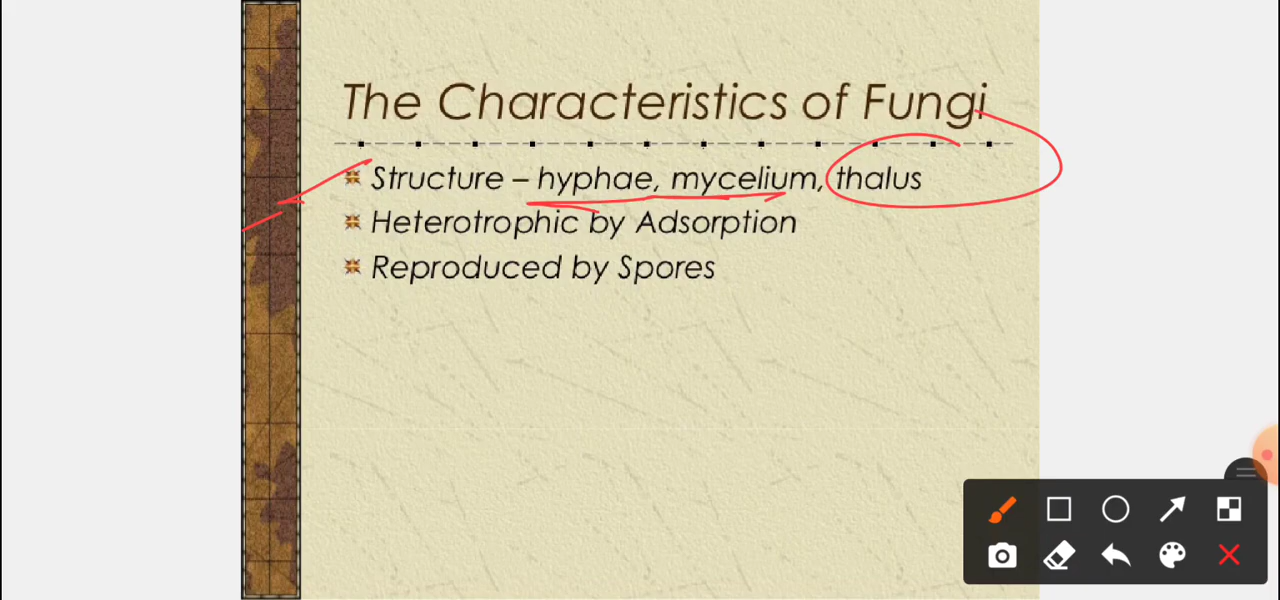 The Characteristics of Fungi
Structure – hyphae, mycelium, thalus
Heterotrophic by Adsorption
Reproduced by Spores